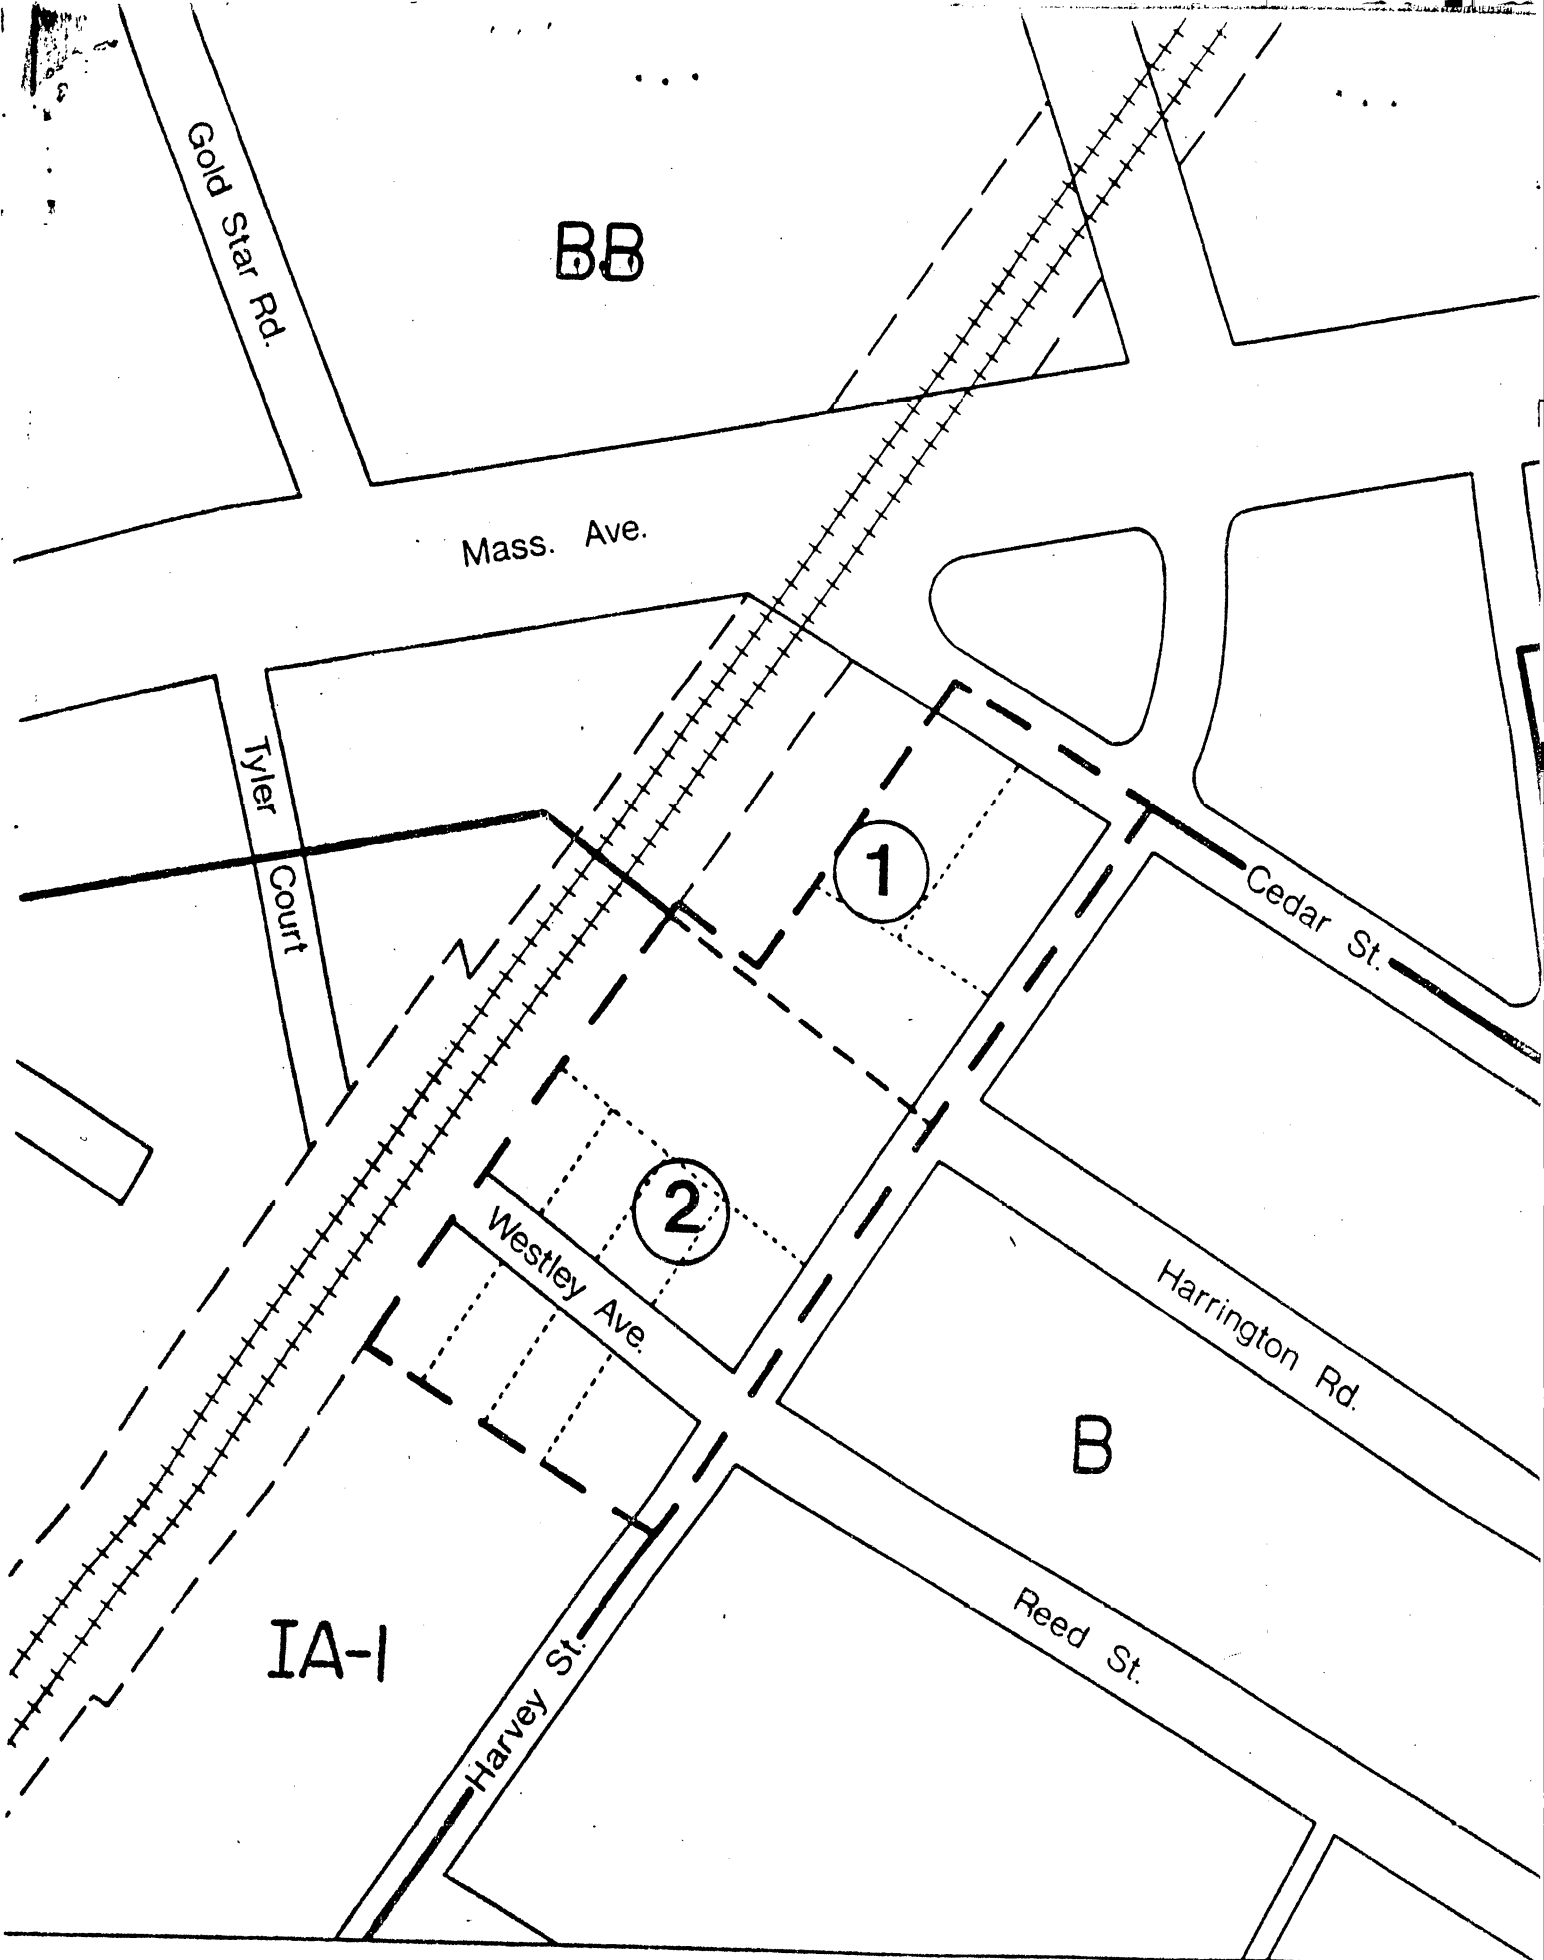 Gold Star Rd.
BB
Mass. Ave.
Tyler Court
1
Cedar St.
2
Westley Ave.
Harrington Rd.
B
Reed St.
IA-1
Harvey St.